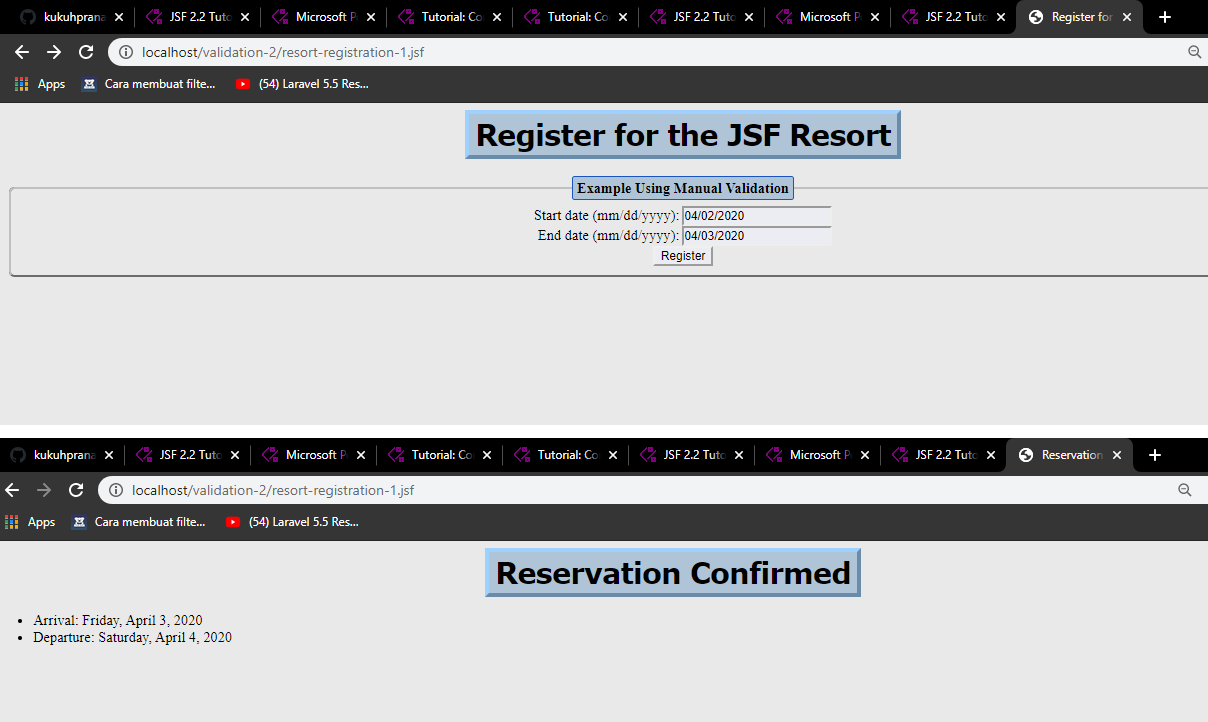 kukuhprana JSF 2.2 Tuto Microsoft P Tutorial: Co Tutorial: Co JSF 2.2 Tuto Microsoft P JSF 2.2 Tuto Register for
localhost/validation-2/resort-registration-1.jsf
Apps Cara membuat filte... (54) Laravel 5.5 Res...
Register for the JSF Resort
Example Using Manual Validation
Start date (mm/dd/yyyy): 04/02/2020
End date (mm/dd/yyyy): 04/03/2020
Register
kukuhprana JSF 2.2 Tuto Microsoft P Tutorial: Co Tutorial: Co JSF 2.2 Tuto Microsoft P JSF 2.2 Tuto Reservation
localhost/validation-2/resort-registration-1.jsf
Apps Cara membuat filte... (54) Laravel 5.5 Res...
Reservation Confirmed
• Arrival: Friday, April 3, 2020
• Departure: Saturday, April 4, 2020